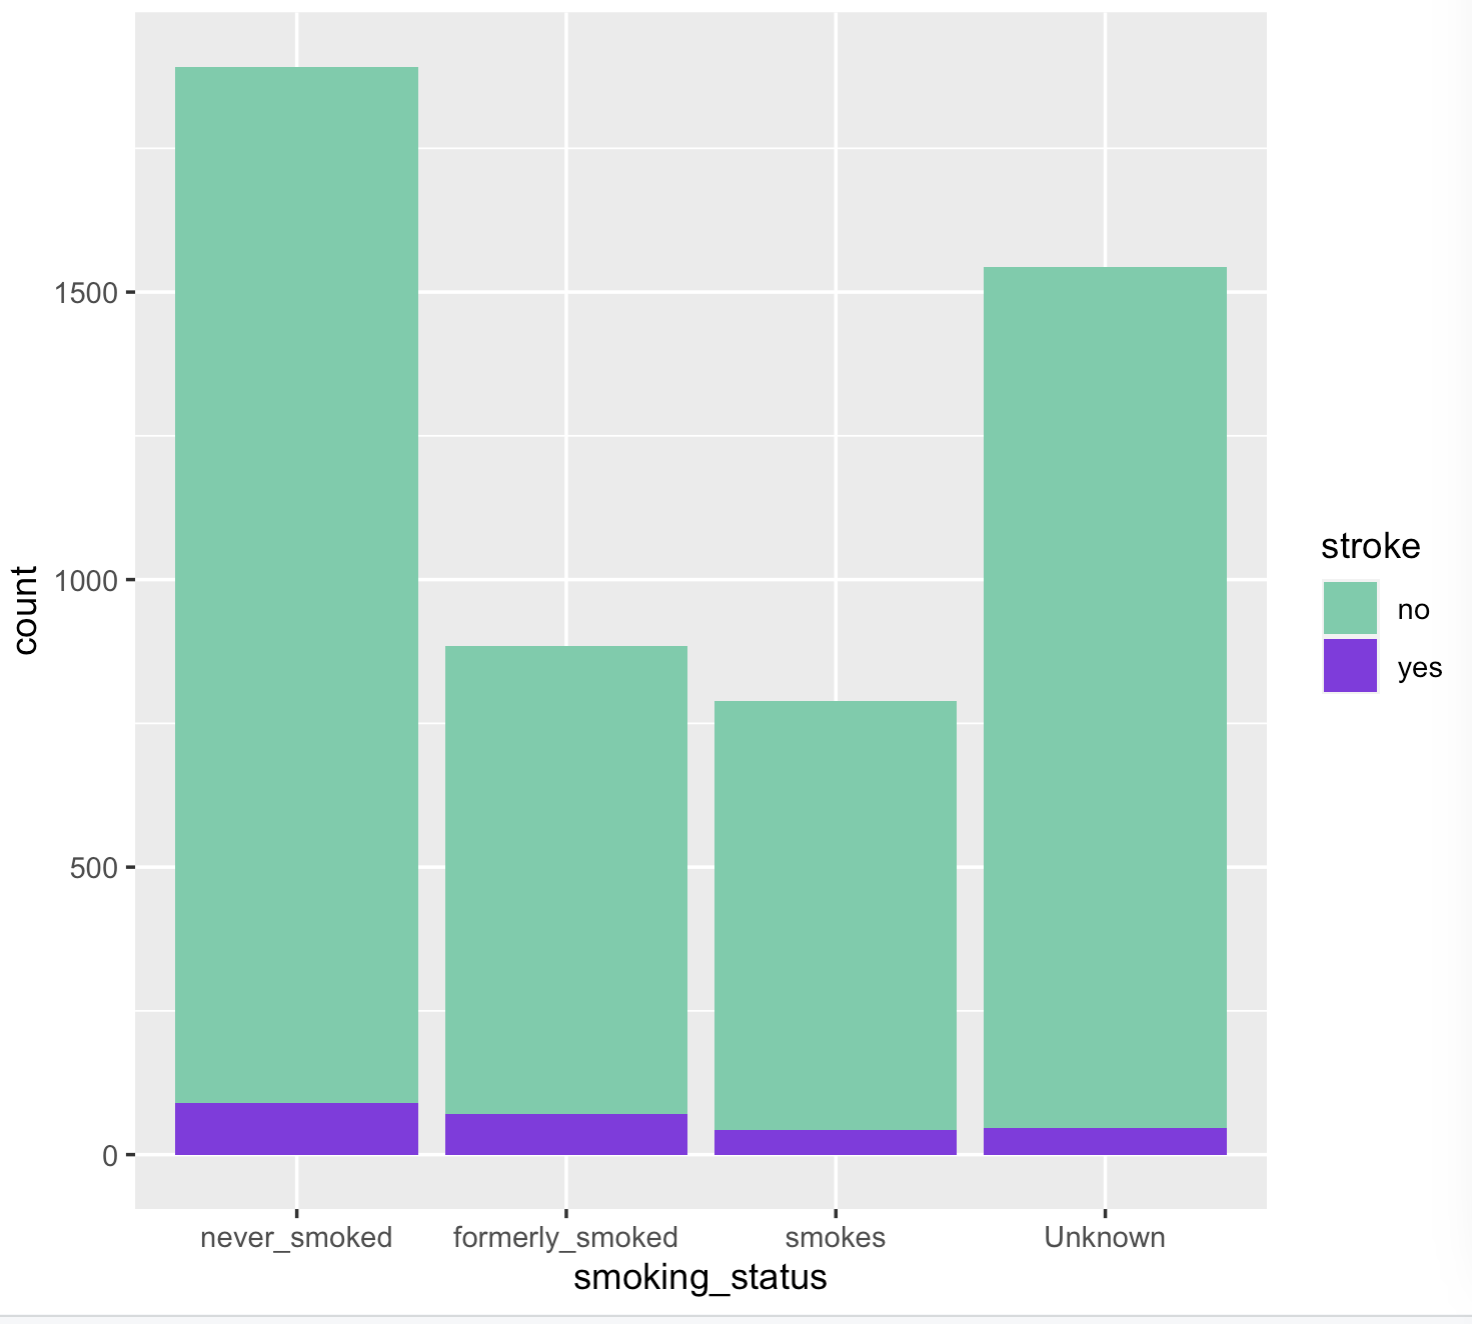 1500
1000
500
0
count
never_smoked formerly_smoked smokes Unknown
smoking_status
stroke
no
yes